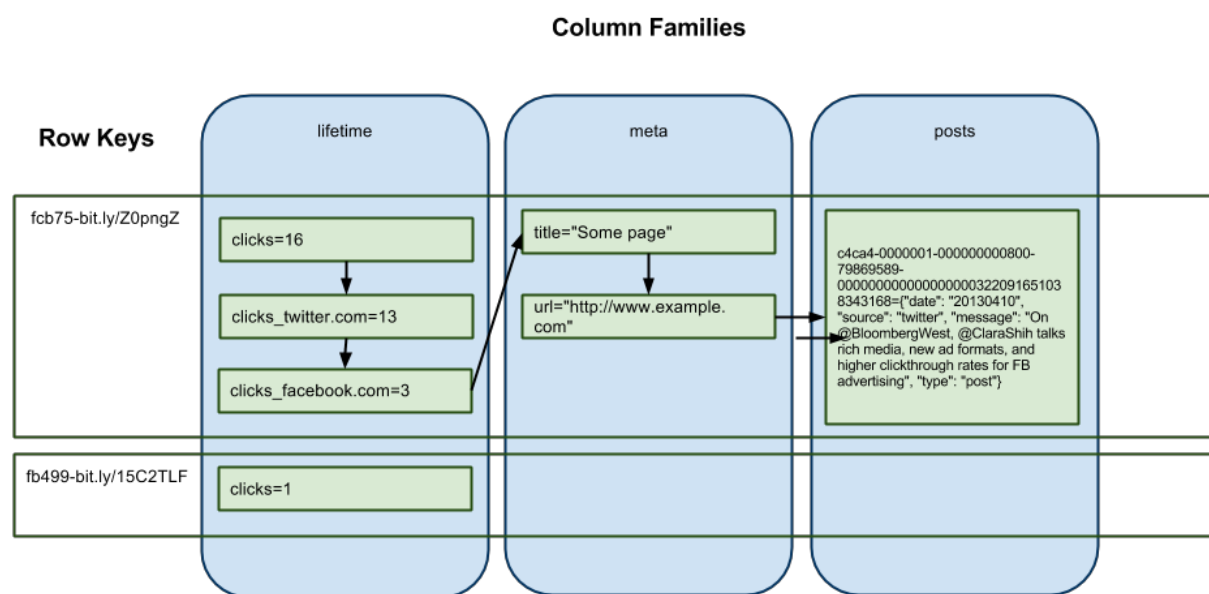 Column Families
Row Keys
lifetime
meta
posts
fcb75-bit.ly/Z0pngZ
clicks=16
clicks_twitter.com=13
clicks_facebook.com=3
title="Some page"
url="http://www.example.
com"
c4ca4-0000001-000000000800-
79869589-
0000000000000000000032209165103
8343168={"date": "20130410",
"source": "twitter", "message": "On
@BloombergWest, @ClaraShih talks
rich media, new ad formats, and
higher clickthrough rates for FB
advertising", "type": "post"}
fb499-bit.ly/15C2TLF
clicks=1